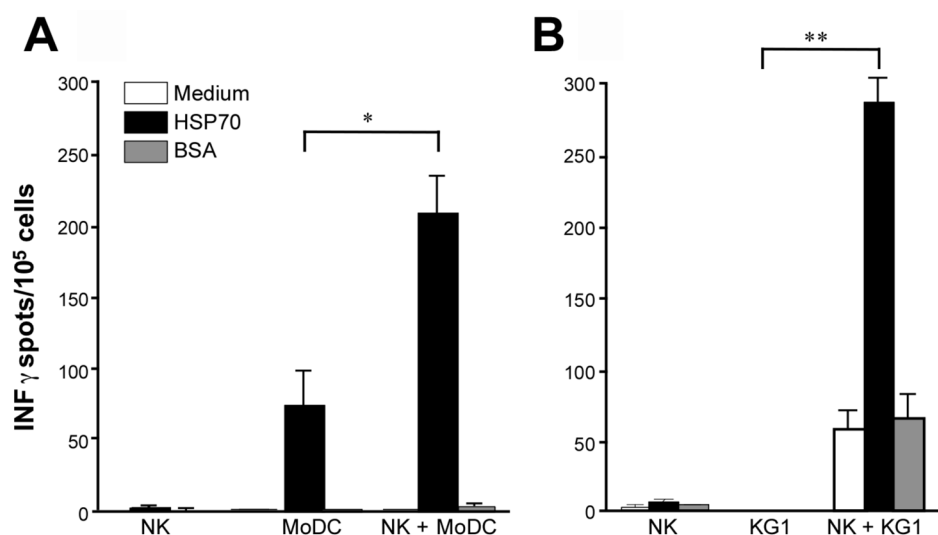 A
B
INF γ spots/10⁵ cells
300
250
200
150
100
50
0
Medium
HSP70
BSA
*
NK
MoDC
NK + MoDC
300
250
200
150
100
50
0
**
NK
KG1
NK + KG1